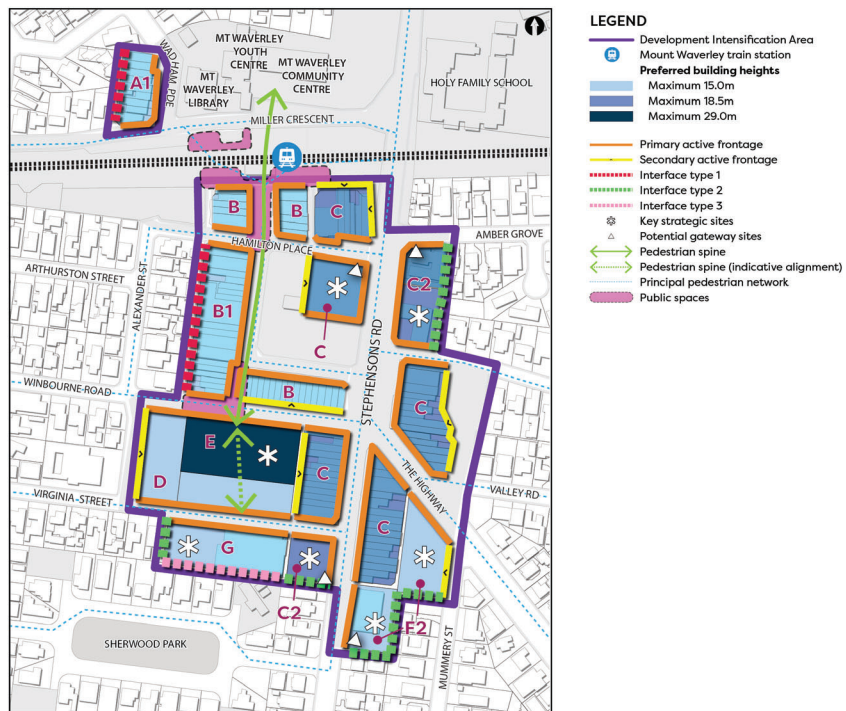 MT WAVERLEY
YOUTH
CENTRE
MT WAVERLEY
COMMUNITY
CENTRE
MT
WAVERLEY
LIBRARY
HOLY FAMILY SCHOOL
WADHAM PDE
A1
MILLER CRESCENT
B
B
C
HAMILTON PLACE
AMBER GROVE
ARTHURSTON STREET
ALEXANDER ST
B1
C2
C
STEPHENSONS RD
WINBOURNE ROAD
B
C
E
D
C
THE HIGHWAY
VALLEY RD
VIRGINIA STREET
C
G
C2
F2
SHERWOOD PARK
MUMMERY ST
LEGEND
Development Intensification Area
Mount Waverley train station
Preferred building heights
Maximum 15.0m
Maximum 18.5m
Maximum 29.0m
Primary active frontage
Secondary active frontage
Interface type 1
Interface type 2
Interface type 3
Key strategic sites
Potential gateway sites
Pedestrian spine
Pedestrian spine (indicative alignment)
Principal pedestrian network
Public spaces